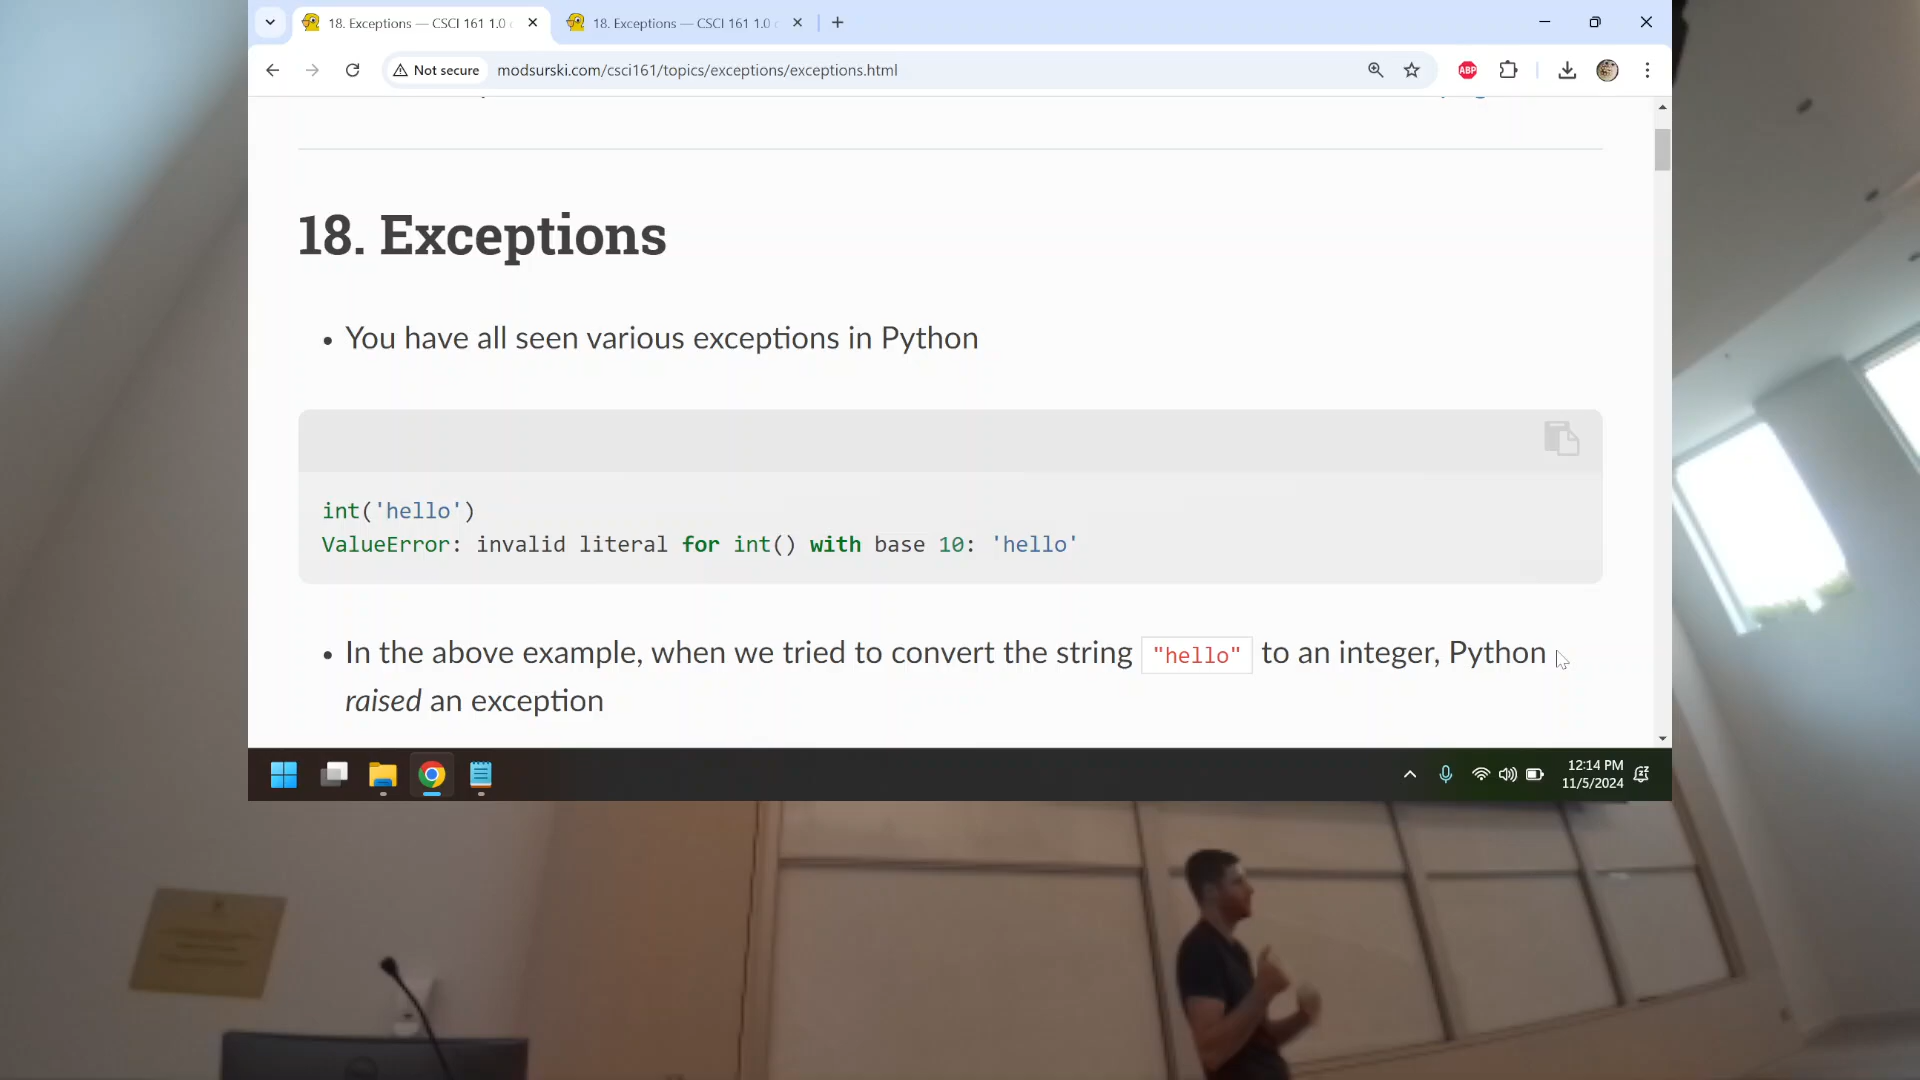 18. Exceptions — CSCI 161 1.0
18. Exceptions — CSCI 161 1.0
Not secure
modsurski.com/csci161/topics/exceptions/exceptions.html
ABP
18. Exceptions
• You have all seen various exceptions in Python
int('hello')
ValueError: invalid literal for int() with base 10: 'hello'
• In the above example, when we tried to convert the string "hello" to an integer, Python
raised an exception
12:14 PM
11/5/2024